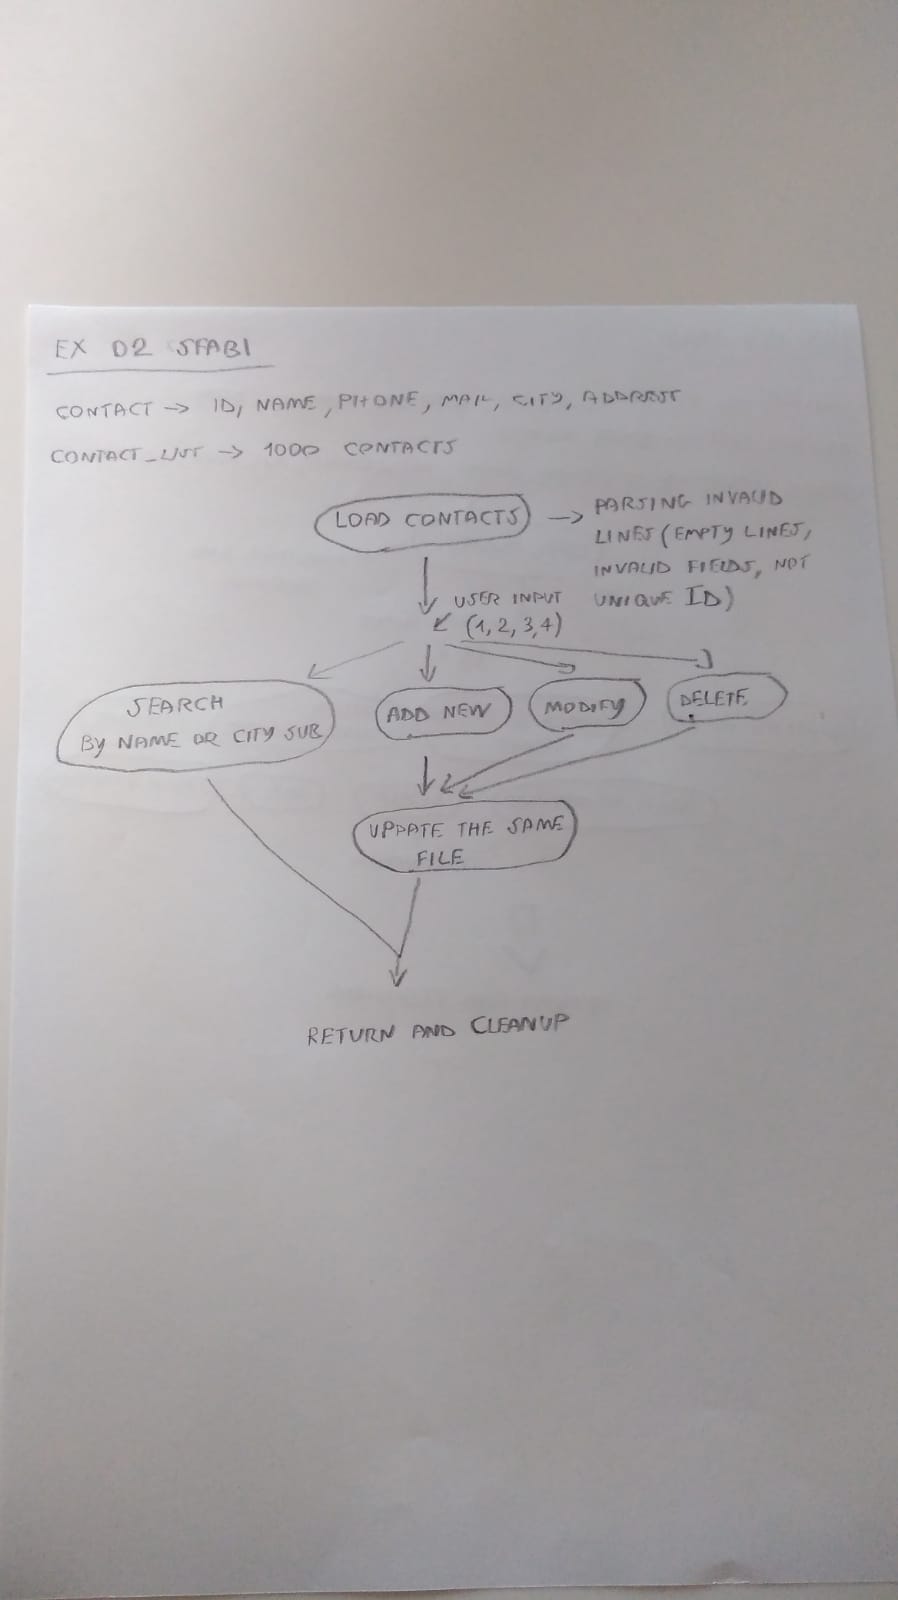 EX 02 SFABI
CONTACT → ID, NAME, PHONE, MAIL, CITY, ADDRESS
CONTACT_LIST → 1000 CONTACTS
LOAD CONTACTS → PARSING INVALID
LINES (EMPTY LINES,
INVALID FIELDS, NOT
UNIQUE ID)
USER INPUT
(1, 2, 3, 4)
SEARCH
BY NAME OR CITY SUB
ADD NEW
MODIFY
DELETE
UPDATE THE SAME
FILE
RETURN AND CLEANUP